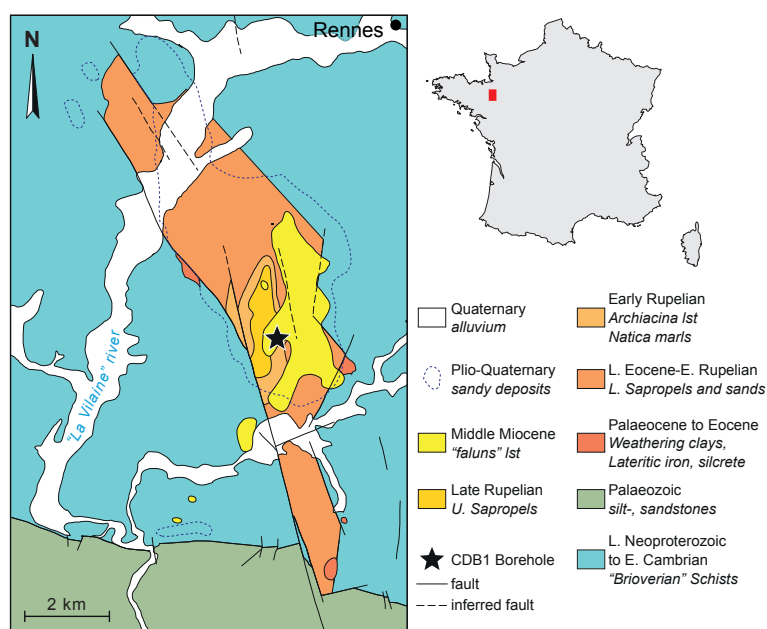 Rennes
N
"La Vilaine" river
2 km
Quaternary
alluvium
Plio-Quaternary
sandy deposits
Middle Miocene
"faluns" lst
Late Rupelian
U. Sapropels
CDB1 Borehole
fault
inferred fault
Early Rupelian
Archiacina lst
Natica marls
L. Eocene-E. Rupelian
L. Sapropels and sands
Palaeocene to Eocene
Weathering clays,
Lateritic iron, silcrete
Palaeozoic
silt-, sandstones
L. Neoproterozoic
to E. Cambrian
"Brioverian" Schists